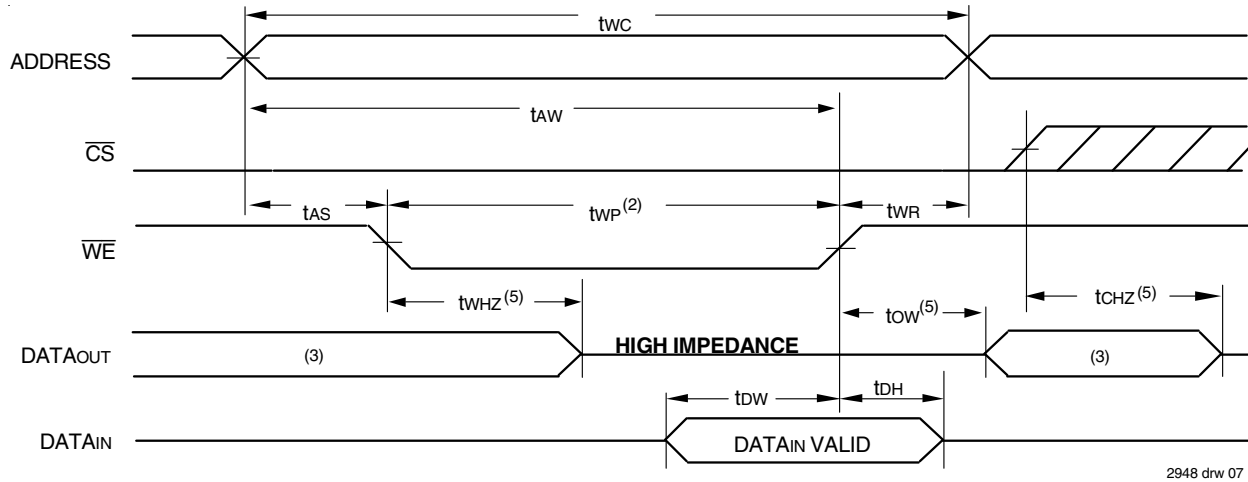 tWC
ADDRESS
tAW
CS
tAS
tWP(2)
tWR
WE
tWHZ(5)
tOW(5)
tCHZ(5)
DATAOUT
(3)
HIGH IMPEDANCE
(3)
tDW
tDH
DATAIN
DATAIN VALID
2948 drw 07